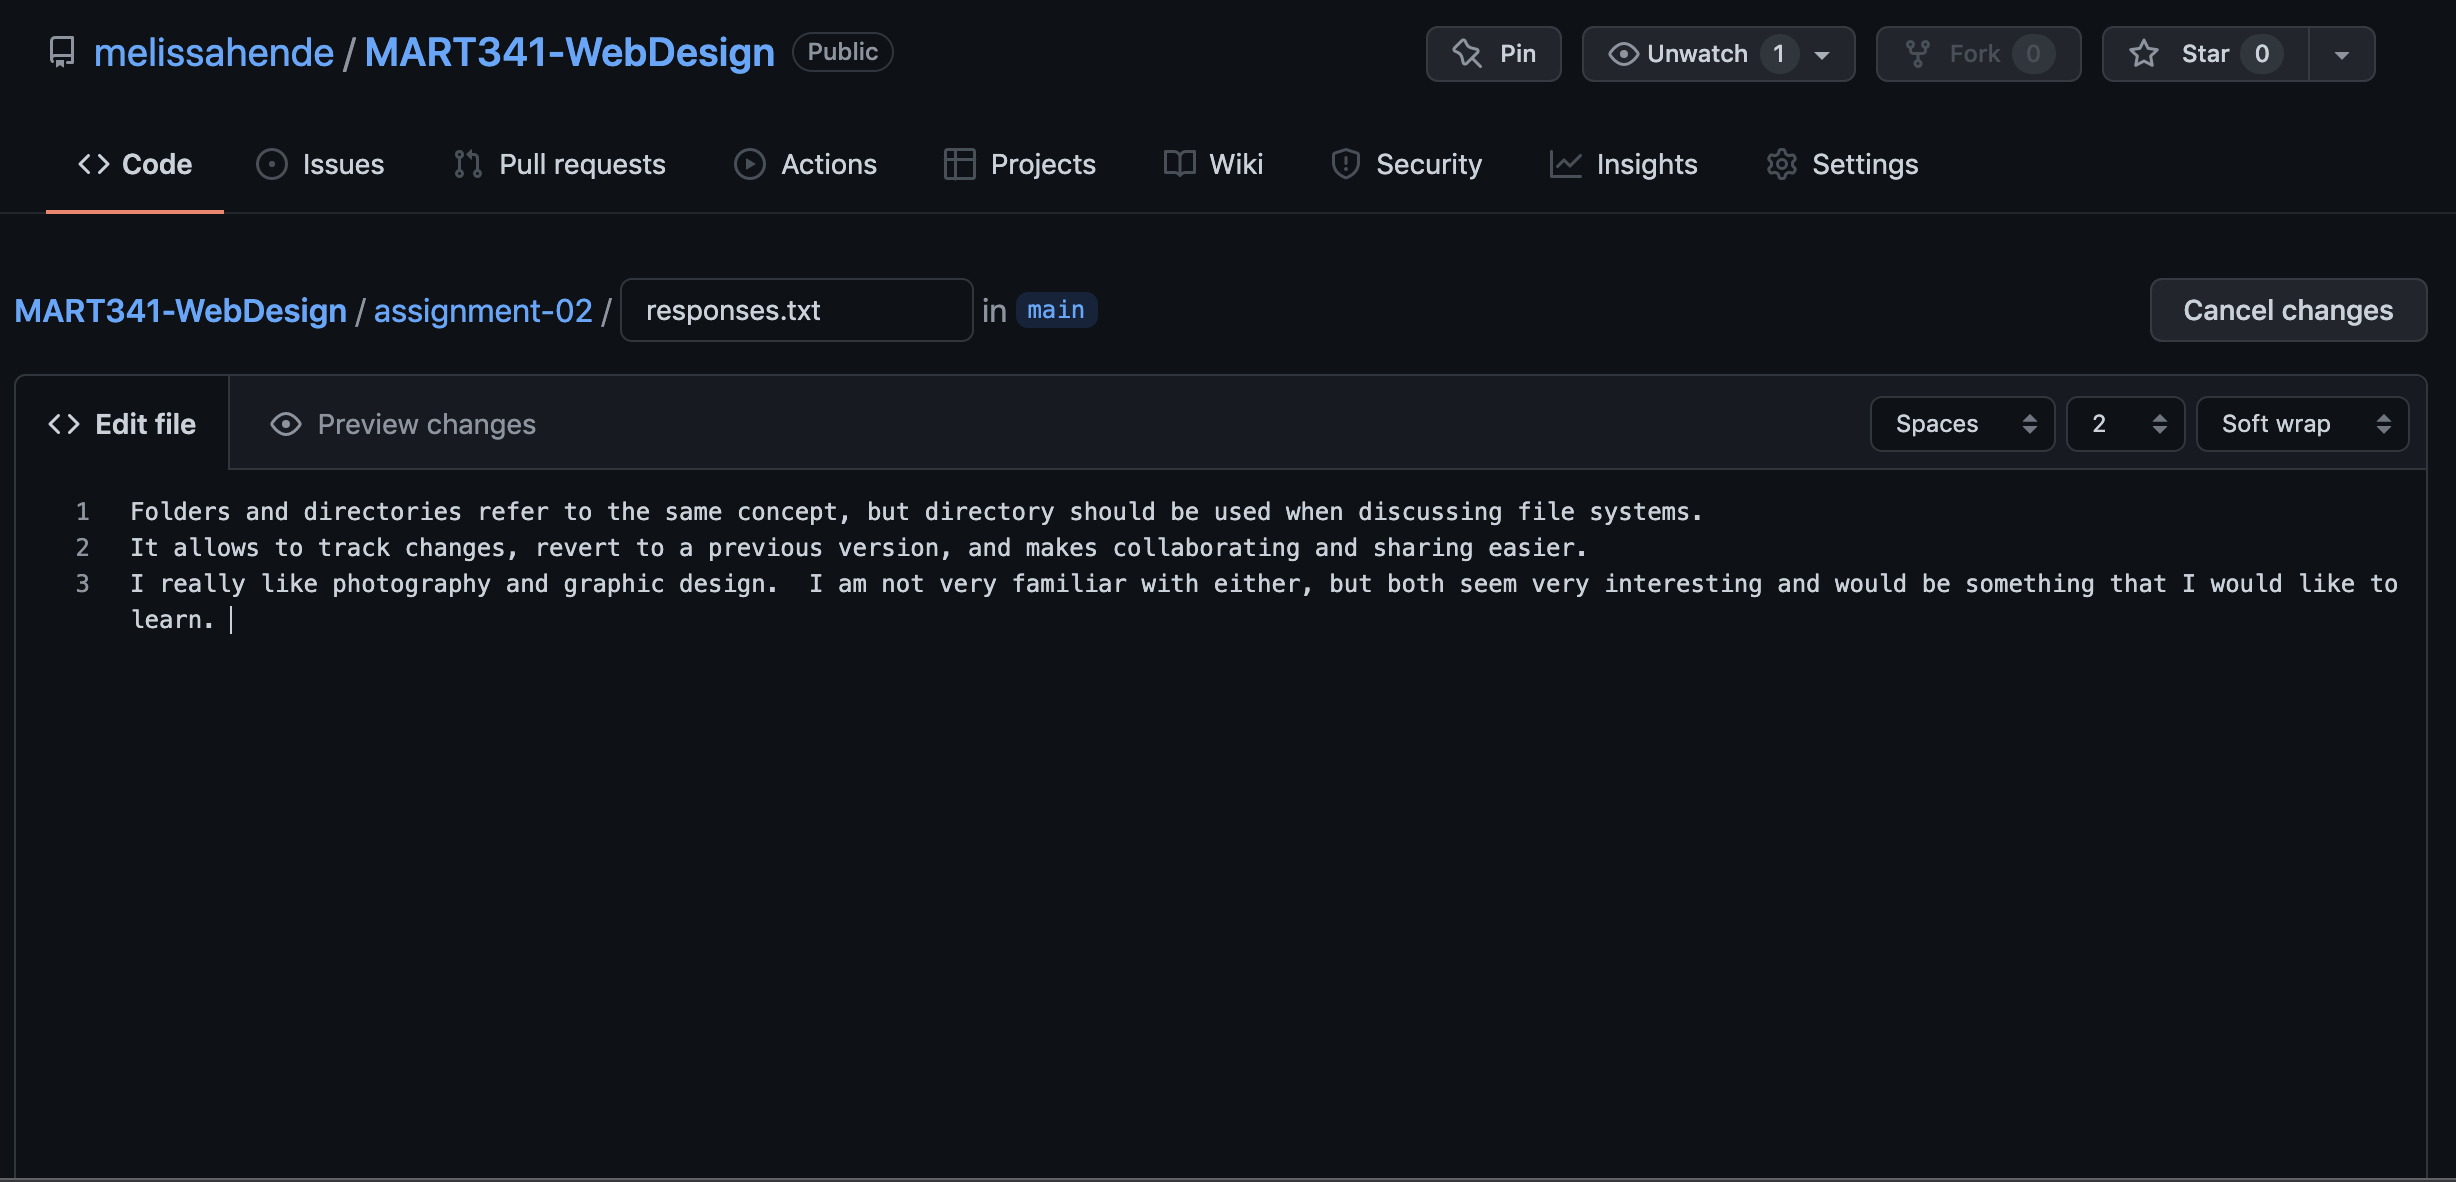 melissahende / MART341-WebDesign Public
Pin Unwatch 1 Fork 0 Star 0
Code Issues Pull requests Actions Projects Wiki Security Insights Settings
MART341-WebDesign / assignment-02 / responses.txt in main Cancel changes
Edit file Preview changes Spaces 2 Soft wrap
1 Folders and directories refer to the same concept, but directory should be used when discussing file systems.
2 It allows to track changes, revert to a previous version, and makes collaborating and sharing easier.
3 I really like photography and graphic design.  I am not very familiar with either, but both seem very interesting and would be something that I would like to
learn.